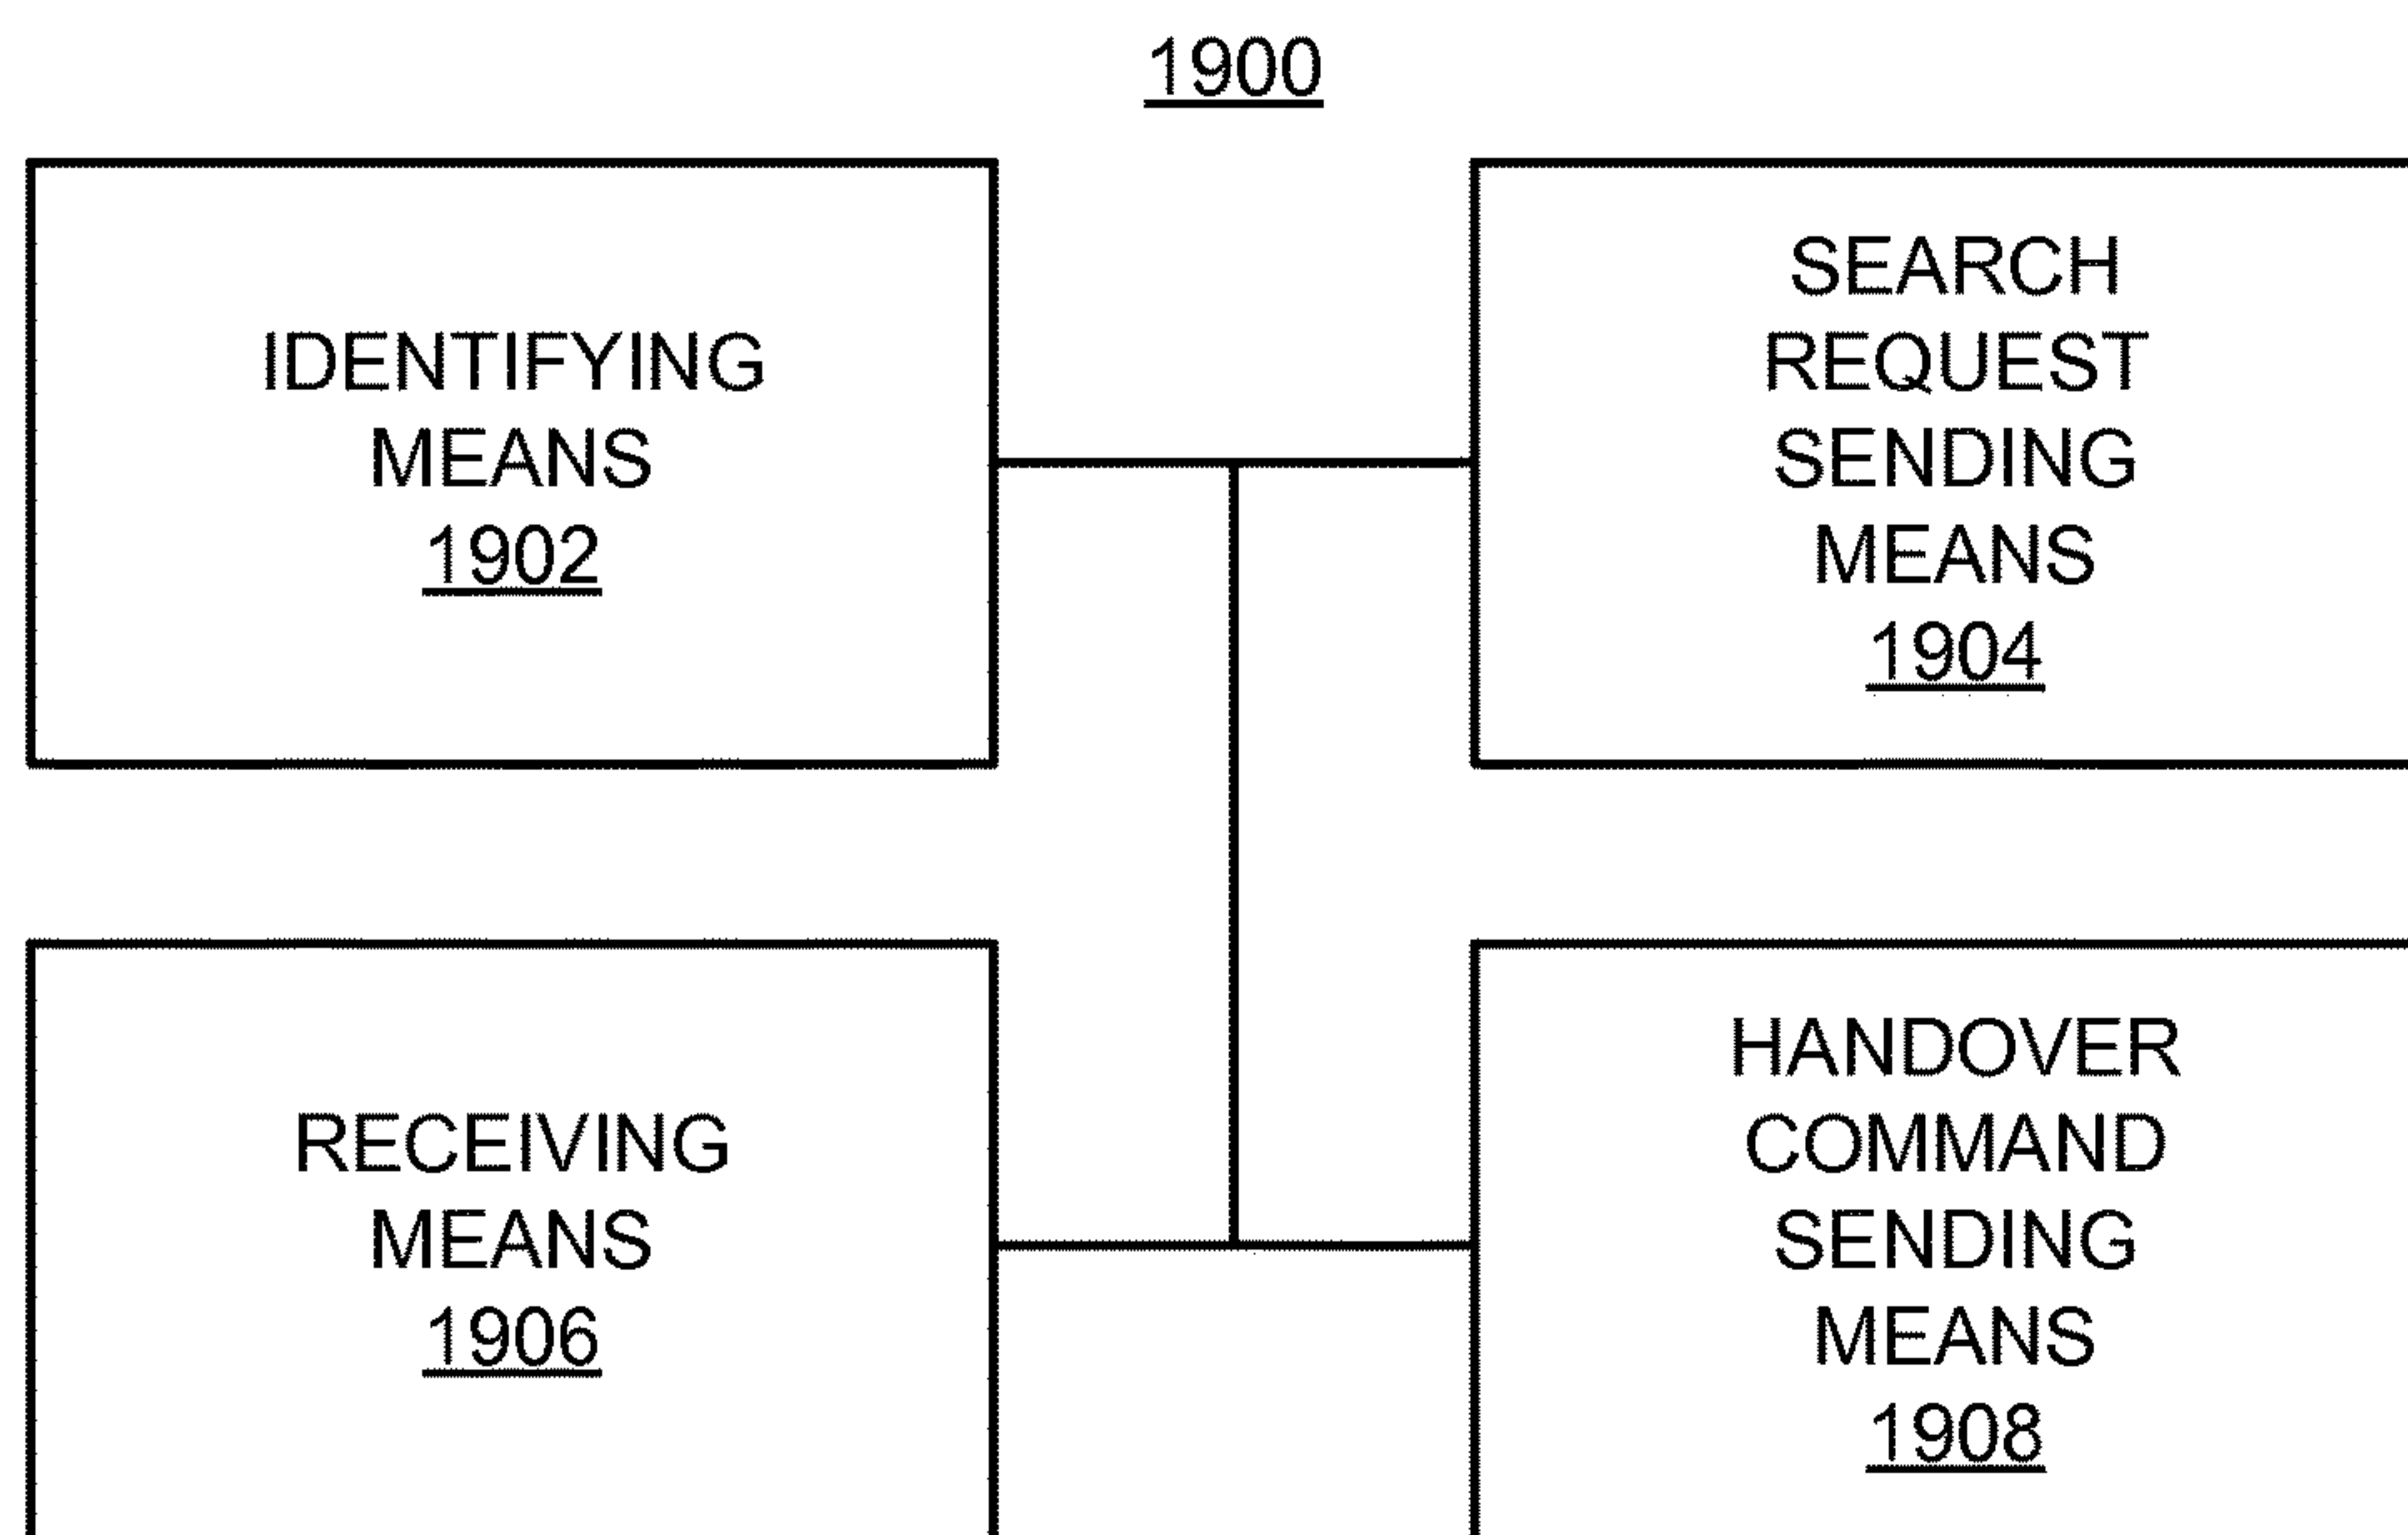 1900
IDENTIFYING
MEANS
1902
SEARCH
REQUEST
SENDING
MEANS
1904
RECEIVING
MEANS
1906
HANDOVER
COMMAND
SENDING
MEANS
1908